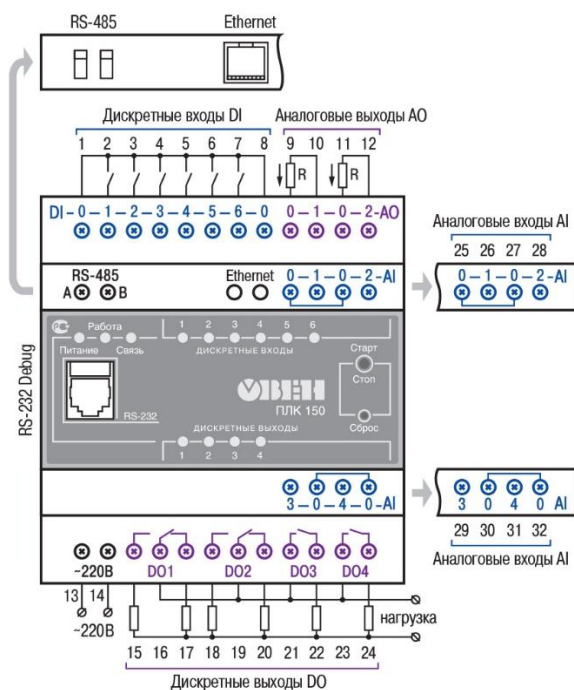 RS-485 Ethernet
Дискретные входы DI Аналоговые выходы AO
1 2 3 4 5 6 7 8 9 10 11 12
R R
DI – 0 – 1 – 2 – 3 – 4 – 5 – 6 – 0 0 – 1 – 0 – 2 –AO
Аналоговые входы AI
25 26 27 28
RS-485 Ethernet 0 – 1 – 0 – 2 –AI
A B
0 – 1 – 0 – 2 –AI
RS-232 Debug
РС
Работа
Питание Связь
1 2 3 4 5 6
ДИСКРЕТНЫЕ ВХОДЫ
Старт
Стоп
ОВЕН
ПЛК 150
RS-232
Сброс
ДИСКРЕТНЫЕ ВЫХОДЫ
1 2 3 4
3 – 0 – 4 – 0 –AI
3 0 4 0 AI
29 30 31 32
Аналоговые входы AI
~220В DO1 DO2 DO3 DO4
13 14
~220В
нагрузка
15 16 17 18 19 20 21 22 23 24
Дискретные выходы DO